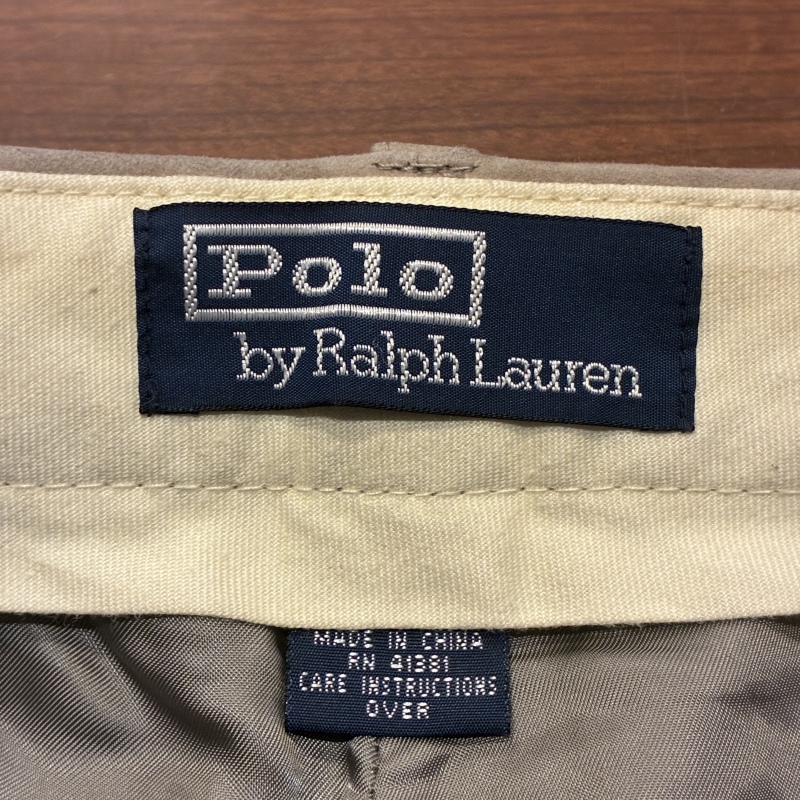 Polo
by Ralph Lauren
MADE IN CHINA
RN 41381
CARE INSTRUCTIONS
OVER